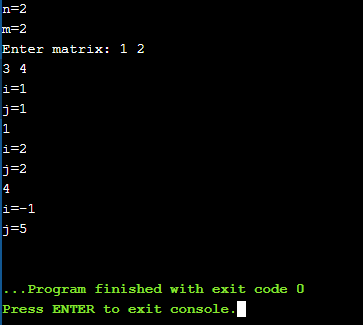 n=2
m=2
Enter matrix: 1 2
3 4
i=1
j=1
1
i=2
j=2
4
i=-1
j=5
...Program finished with exit code 0
Press ENTER to exit console.